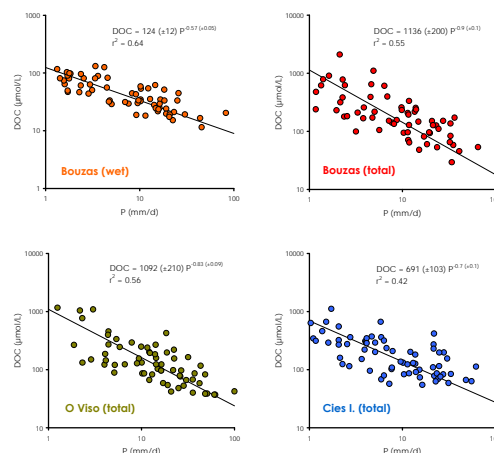 DOC = 124 (±12) P^-0.57 (±0.05)
r² = 0.64
1000
100
10
1
DOC (µmol/L)
Bouzas (wet)
1
10
100
P (mm/d)
DOC = 1136 (±200) P^-0.9 (±0.1)
r² = 0.55
10000
1000
100
10
DOC (µmol/L)
Bouzas (total)
1
10
100
P (mm/d)
DOC = 1092 (±210) P^-0.83 (±0.09)
r² = 0.56
10000
1000
100
10
DOC (µmol/L)
O Viso (total)
1
10
100
P (mm/d)
DOC = 691 (±103) P^-0.7 (±0.1)
r² = 0.42
10000
1000
100
10
DOC (µmol/L)
Cies I. (total)
1
10
100
P (mm/d)